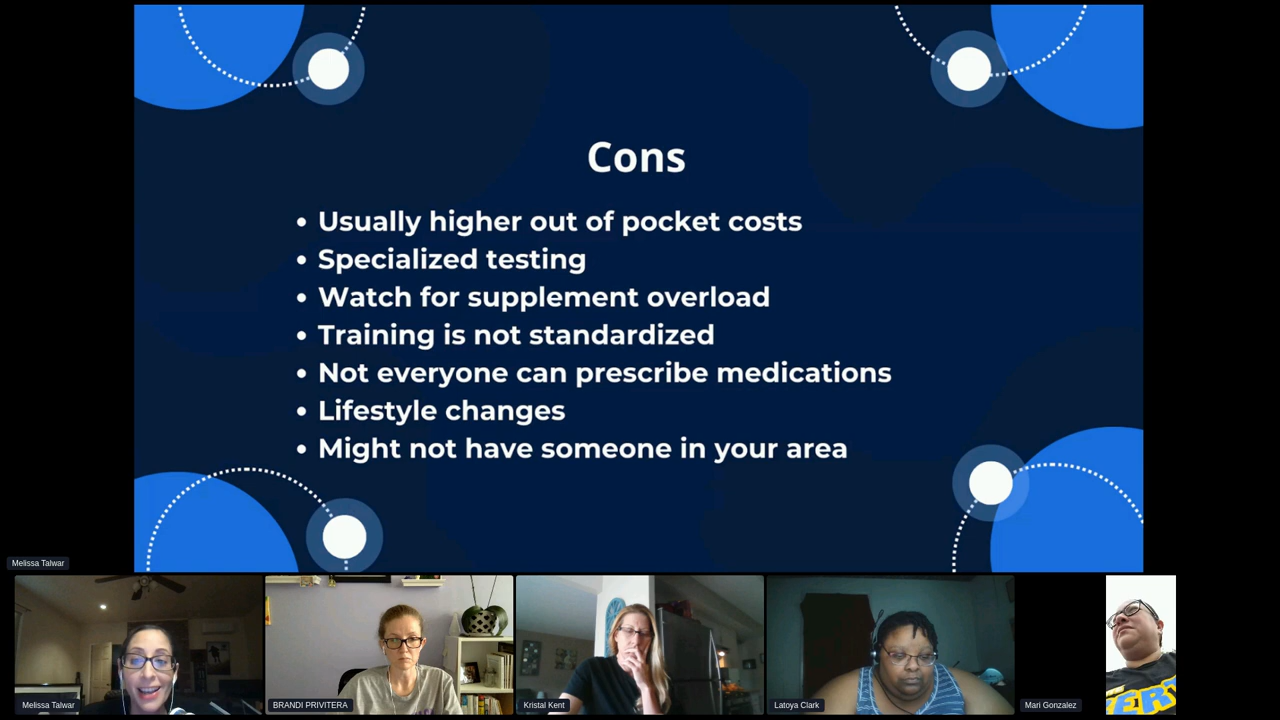 Cons
• Usually higher out of pocket costs
• Specialized testing
• Watch for supplement overload
• Training is not standardized
• Not everyone can prescribe medications
• Lifestyle changes
• Might not have someone in your area
Melissa Talwar
Melissa Talwar
BRANDI PRIVITERA
Kristal Kent
Latoya Clark
Mari Gonzalez
ERY